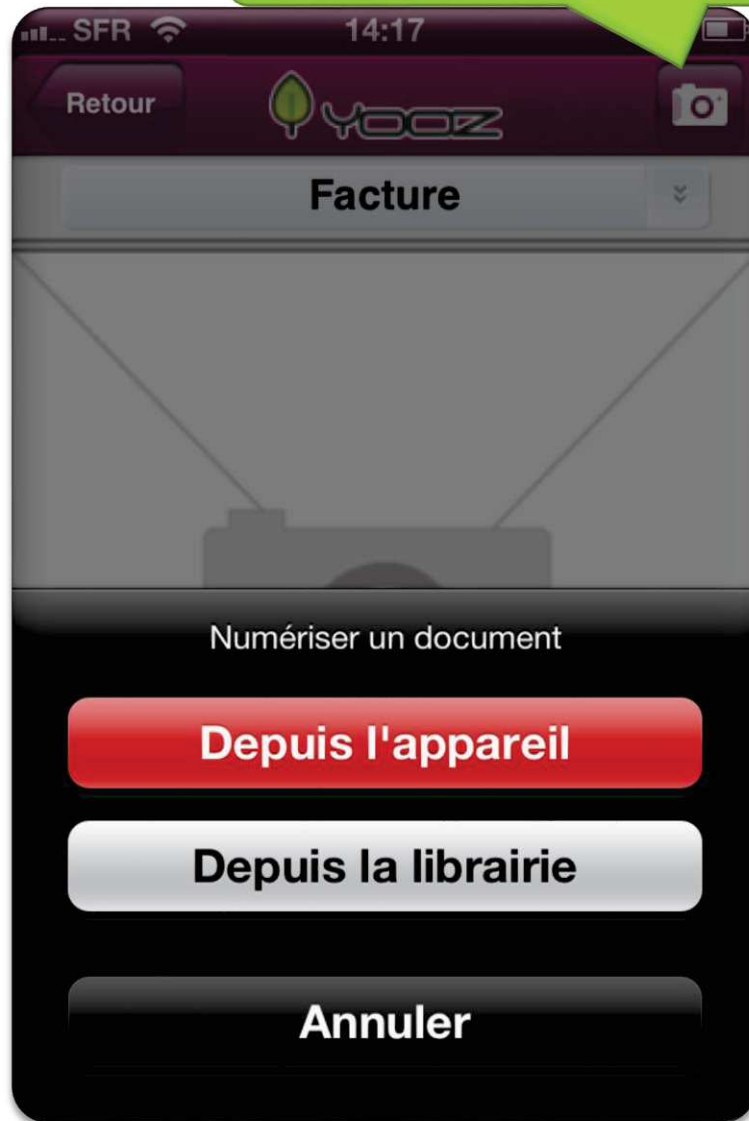 SFR 14:17
Retour YOOZ
Facture
Numériser un document
Depuis l'appareil
Depuis la librairie
Annuler